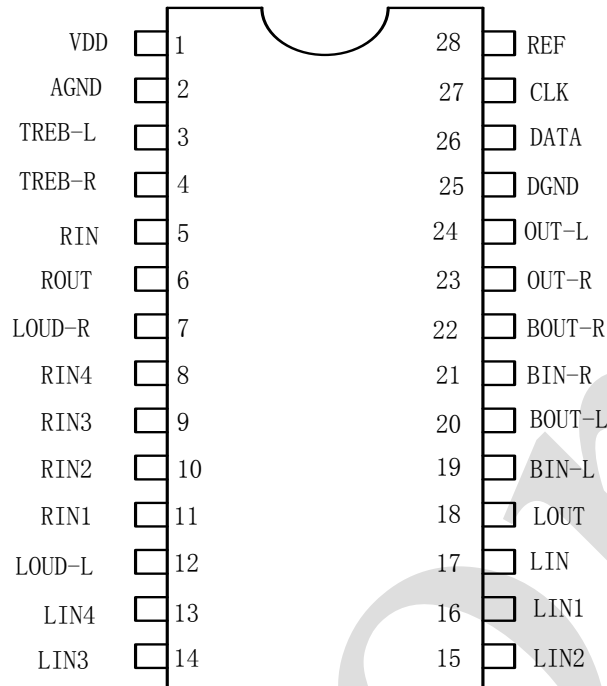 VDD 1 28 REF
AGND 2 27 CLK
TREB-L 3 26 DATA
TREB-R 4 25 DGND
RIN 5 24 OUT-L
ROUT 6 23 OUT-R
LOUD-R 7 22 BOUT-R
RIN4 8 21 BIN-R
RIN3 9 20 BOUT-L
RIN2 10 19 BIN-L
RIN1 11 18 LOUT
LOUD-L 12 17 LIN
LIN4 13 16 LIN1
LIN3 14 15 LIN2